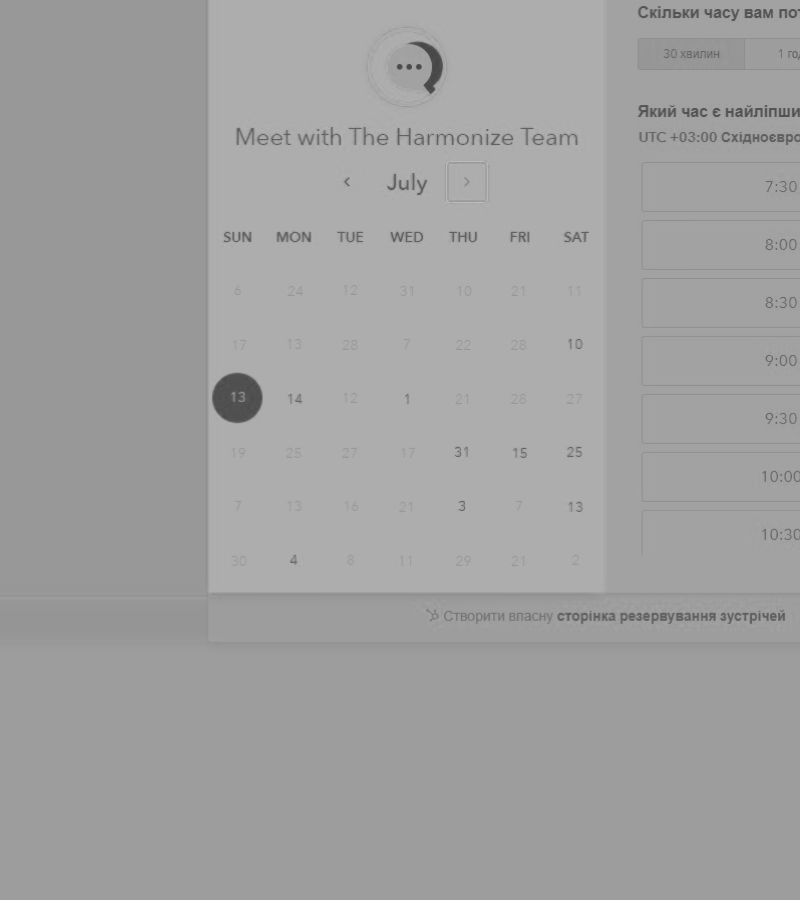 Meet with The Harmonize Team
July
SUN MON TUE WED THU FRI SAT
6 24 12 31 10 21 11
17 13 28 7 22 28 10
13 14 12 1 21 28 27
19 25 27 17 31 15 25
7 13 16 21 3 7 13
30 4 8 11 29 21 2
Скільки часу вам
30 хвилин 1
Який час є
UTC +03:00
7:30
8:00
8:30
9:00
9:30
10:00
10:30
Створити власну сторінка резервування зустрічей